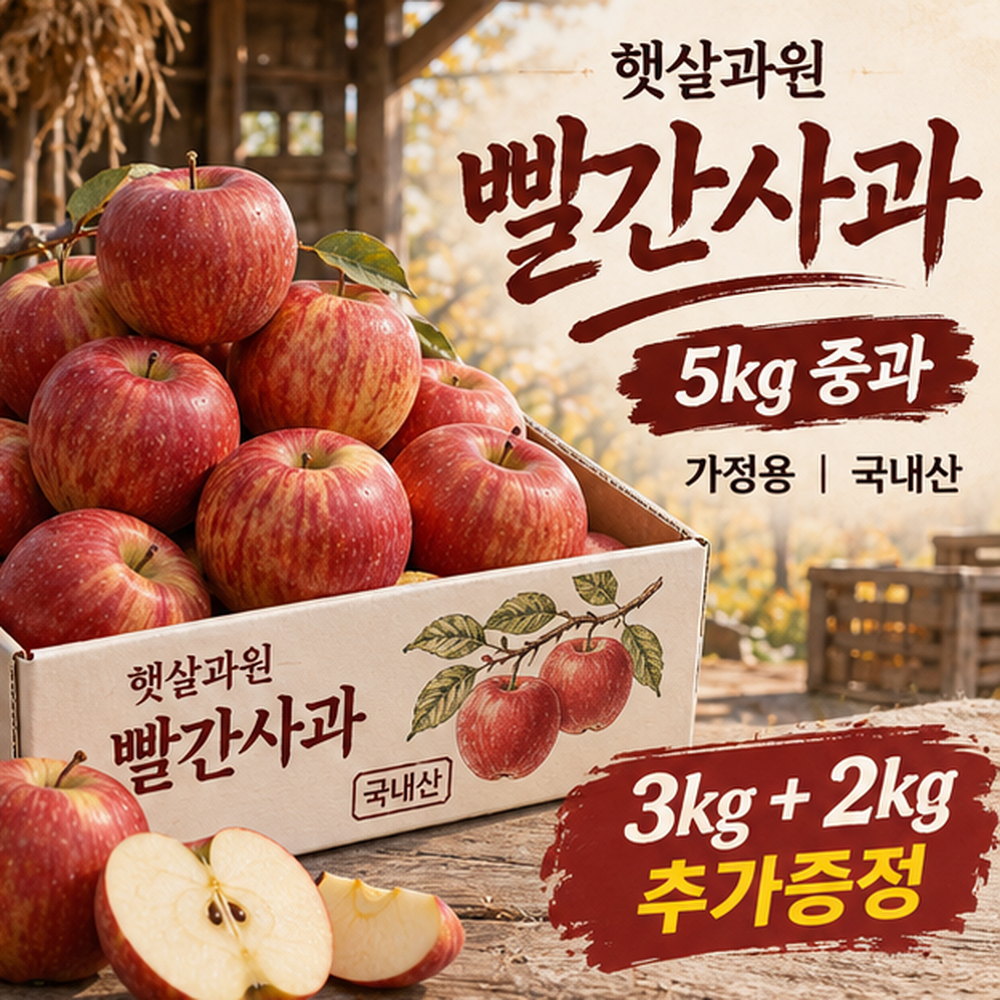 햇살과원
빨간사과
5kg 중과
가정용 | 국내산
햇살과원
빨간사과
국내산
3kg + 2kg
추가증정